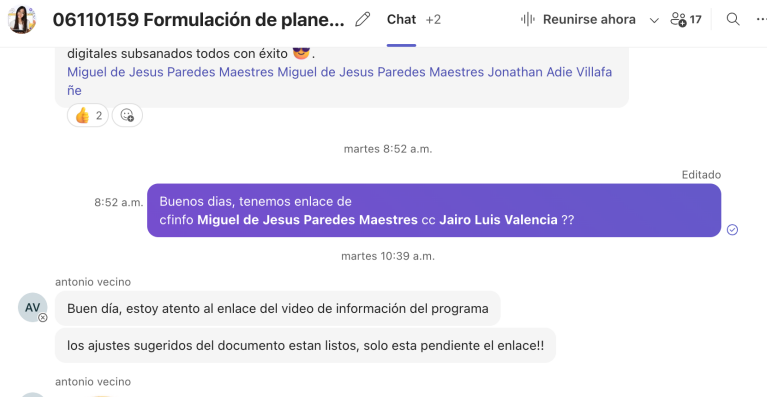 06110159 Formulación de plane...
Chat
+2
Reunirse ahora
17
digitales subsanados todos con éxito 😎.
Miguel de Jesus Paredes Maestres Miguel de Jesus Paredes Maestres Jonathan Adie Villafa
ñe
👍 2
martes 8:52 a.m.
Editado
8:52 a.m.
Buenos dias, tenemos enlace de
cfinfo Miguel de Jesus Paredes Maestres cc Jairo Luis Valencia ??
martes 10:39 a.m.
antonio vecino
AV
Buen día, estoy atento al enlace del video de información del programa
los ajustes sugeridos del documento estan listos, solo esta pendiente el enlace!!
antonio vecino